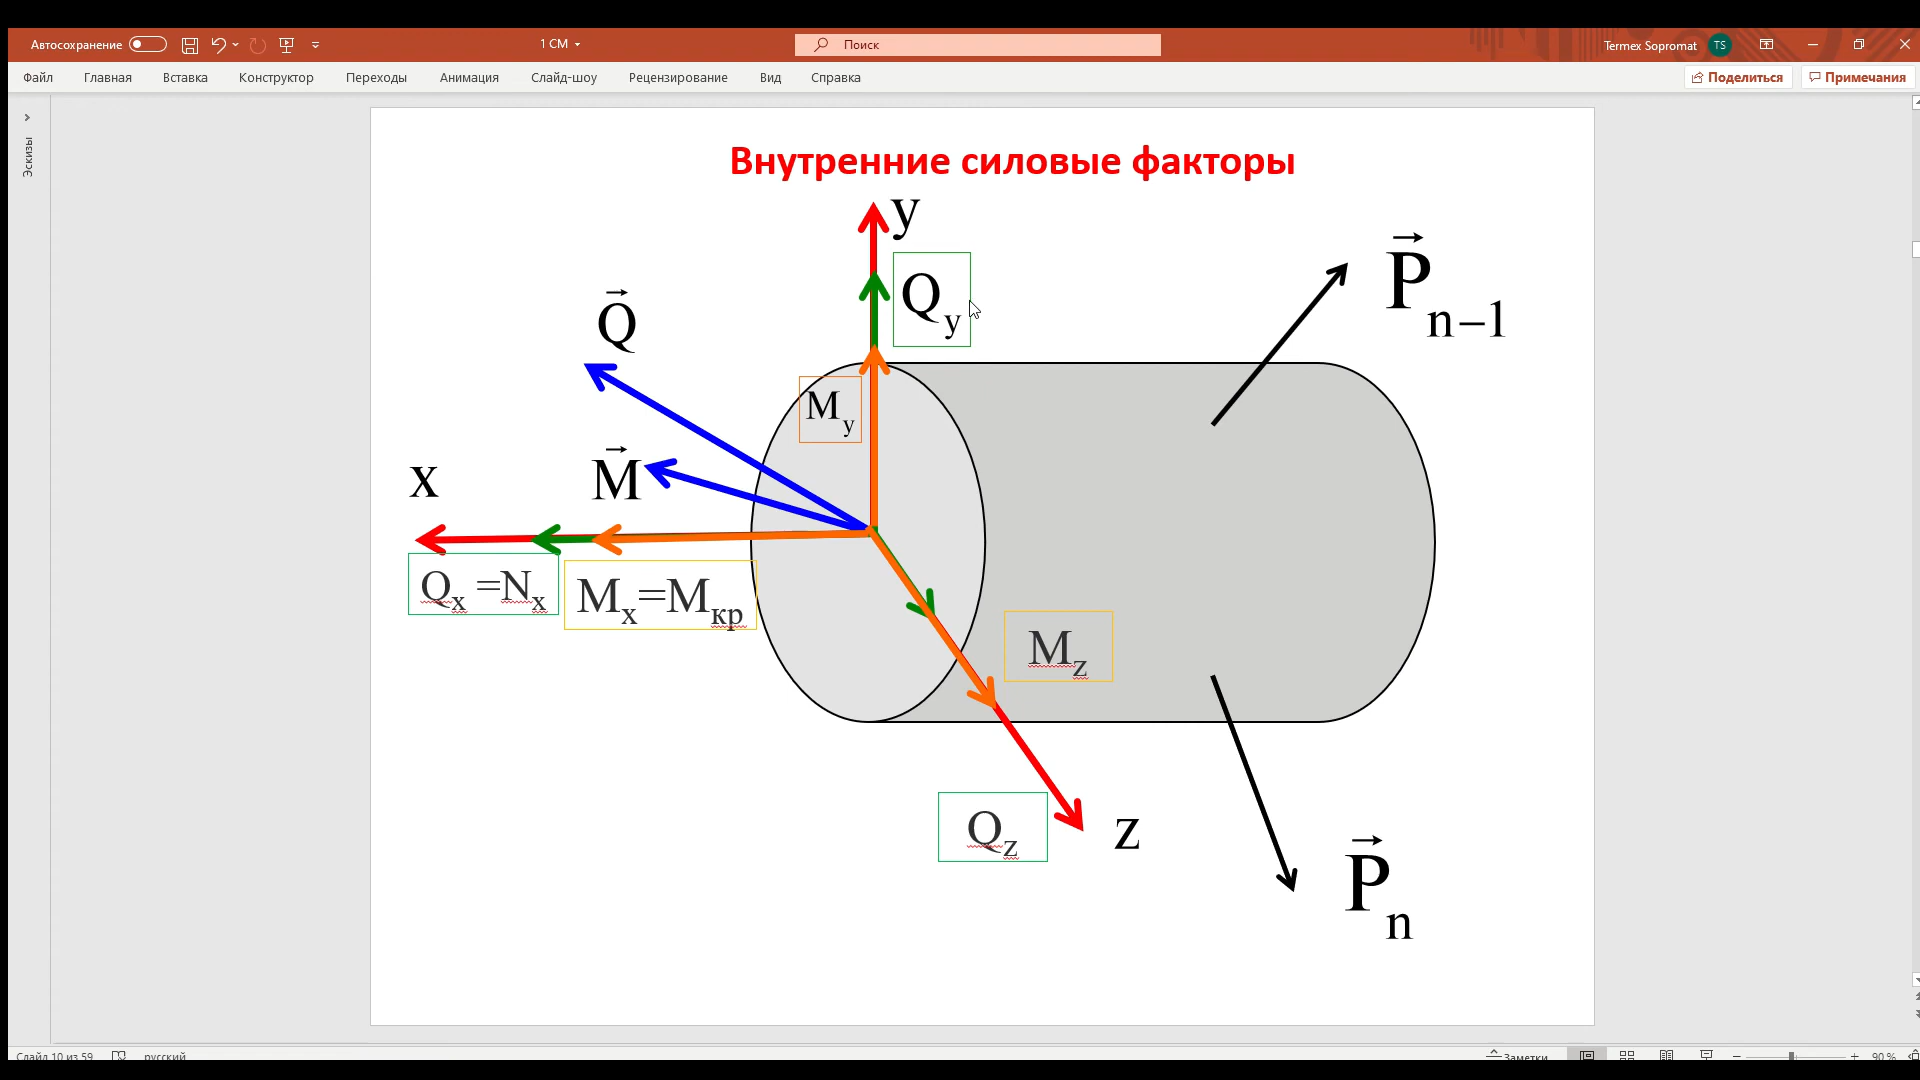 Автосохранение
1 СМ
Поиск
Termex Sopromat
TS
Файл Главная Вставка Конструктор Переходы Анимация Слайд-шоу Рецензирование Вид Справка
Поделиться
Примечания
Эскизы
Внутренние силовые факторы
y
Qy
P⃗n−1
Q⃗
My
M⃗
x
Qx =Nx
Mx=Mкр
Mz
Qz
z
P⃗n
Слайд 10 из 59
русский
Заметки
90 %